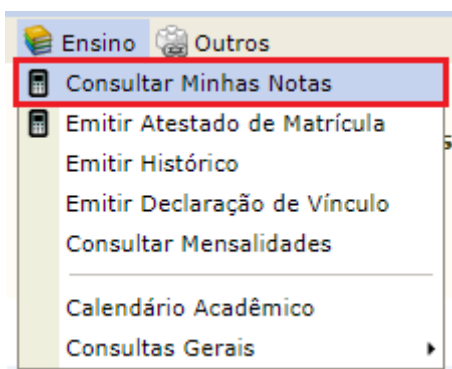 Ensino Outros
Consultar Minhas Notas
Emitir Atestado de Matrícula
Emitir Histórico
Emitir Declaração de Vínculo
Consultar Mensalidades
Calendário Acadêmico
Consultas Gerais